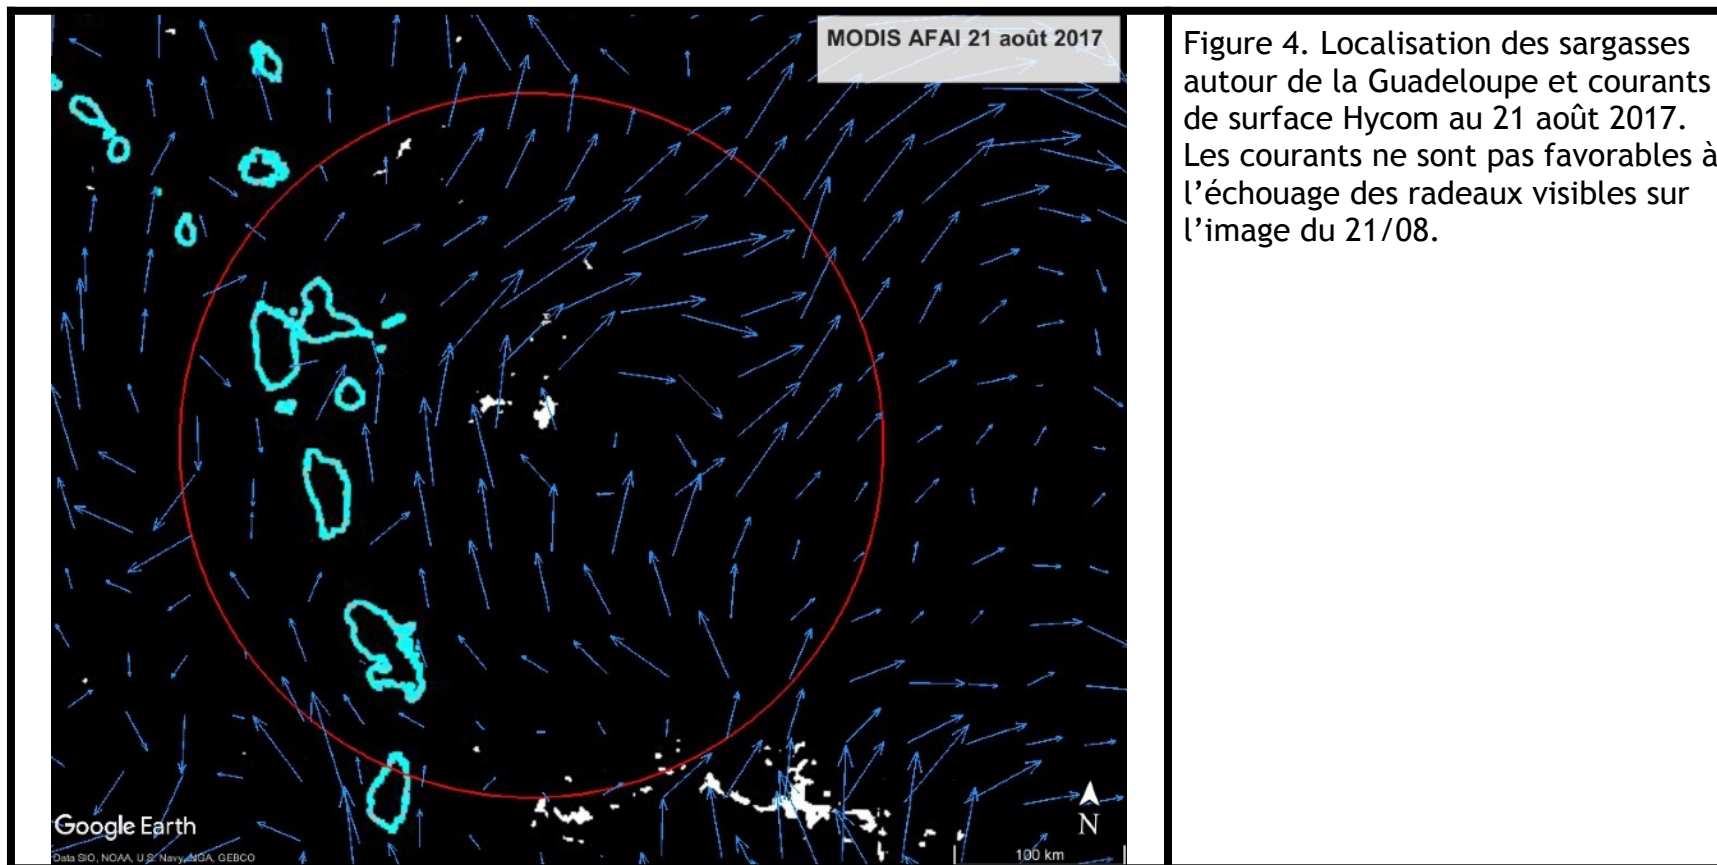 MODIS AFAI 21 août 2017
Figure 4. Localisation des sargasses
autour de la Guadeloupe et courants
de surface Hycom au 21 août 2017.
Les courants ne sont pas favorables à
l’échouage des radeaux visibles sur
l’image du 21/08.
N
Google Earth
Data SIO, NOAA, U.S. Navy, NGA, GEBCO
100 km